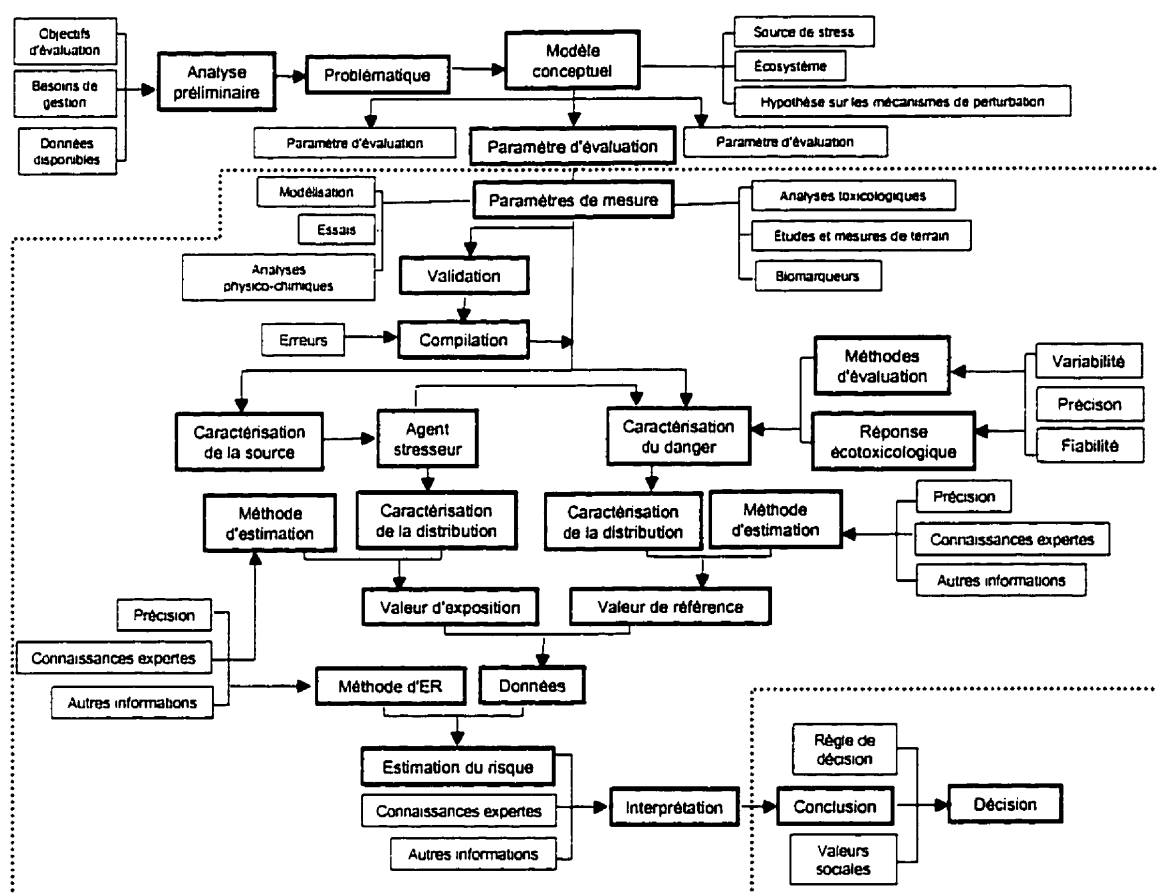 Objectifs
d'évaluation
Besoins de
gestion
Données
disponibles
Analyse
préliminaire
Problématique
Modèle
conceptuel
Source de stress
Écosystème
Hypothèse sur les mécanismes de perturbation
Paramètre d'évaluation
Paramètre d'évaluation
Paramètre d'évaluation
Paramètres de mesure
Modélisation
Essais
Analyses
physico-chimiques
Analyses toxicologiques
Études et mesures de terrain
Biomarqueurs
Validation
Erreurs
Compilation
Méthodes
d'évaluation
Réponse
écotoxicologique
Variabilité
Précison
Fiabilité
Caractérisation
de la source
Agent
stresseur
Caractérisation
du danger
Méthode
d'estimation
Caractérisation
de la distribution
Caractérisation
de la distribution
Méthode
d'estimation
Précision
Connaissances expertes
Autres informations
Valeur d'exposition
Valeur de référence
Précision
Connaissances expertes
Autres informations
Méthode d'ER
Données
Estimation du risque
Connaissances expertes
Autres informations
Interprétation
Règle de
décision
Conclusion
Valeurs
sociales
Décision